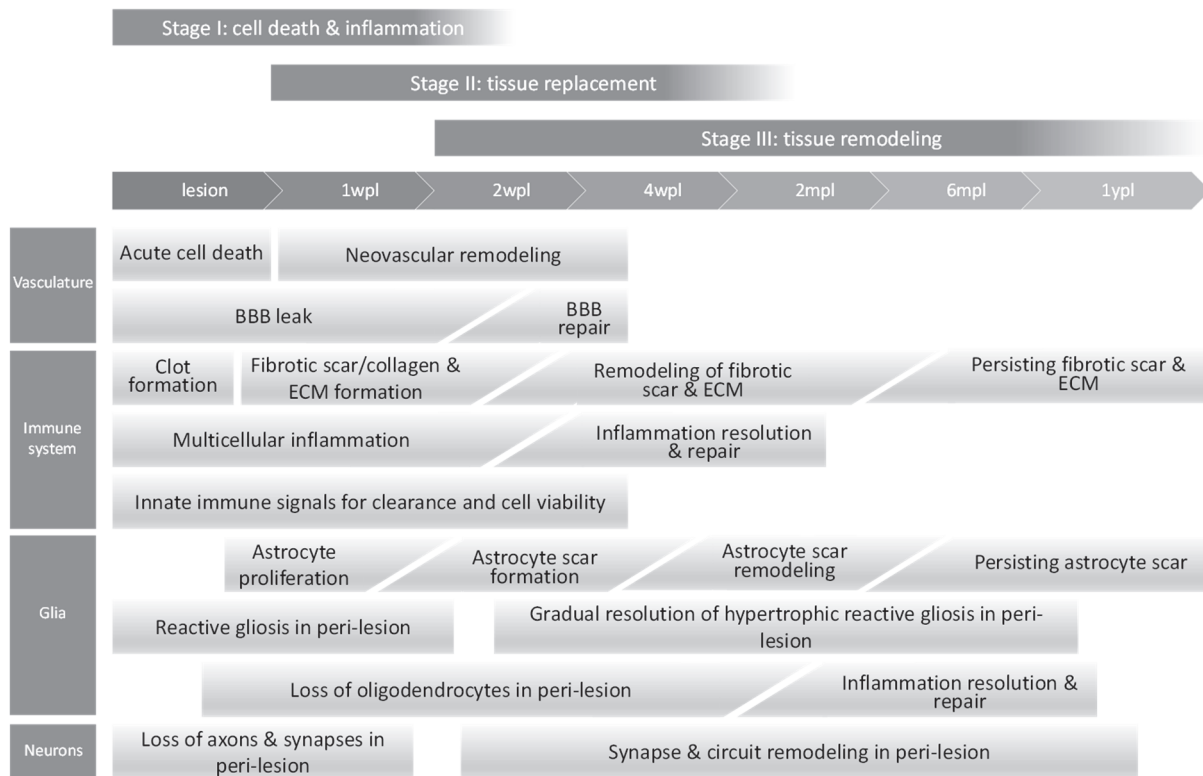 Stage I: cell death & inflammation
Stage II: tissue replacement
Stage III: tissue remodeling
lesion
1wpl
2wpl
4wpl
2mpl
6mpl
1ypl
Vasculature
Acute cell death
Neovascular remodeling
BBB leak
BBB
repair
Immune
system
Clot
formation
Fibrotic scar/collagen &
ECM formation
Remodeling of fibrotic
scar & ECM
Persisting fibrotic scar &
ECM
Multicellular inflammation
Inflammation resolution
& repair
Innate immune signals for clearance and cell viability
Glia
Astrocyte
proliferation
Astrocyte scar
formation
Astrocyte scar
remodeling
Persisting astrocyte scar
Reactive gliosis in peri-lesion
Gradual resolution of hypertrophic reactive gliosis in peri-
lesion
Loss of oligodendrocytes in peri-lesion
Inflammation resolution &
repair
Neurons
Loss of axons & synapses in
peri-lesion
Synapse & circuit remodeling in peri-lesion